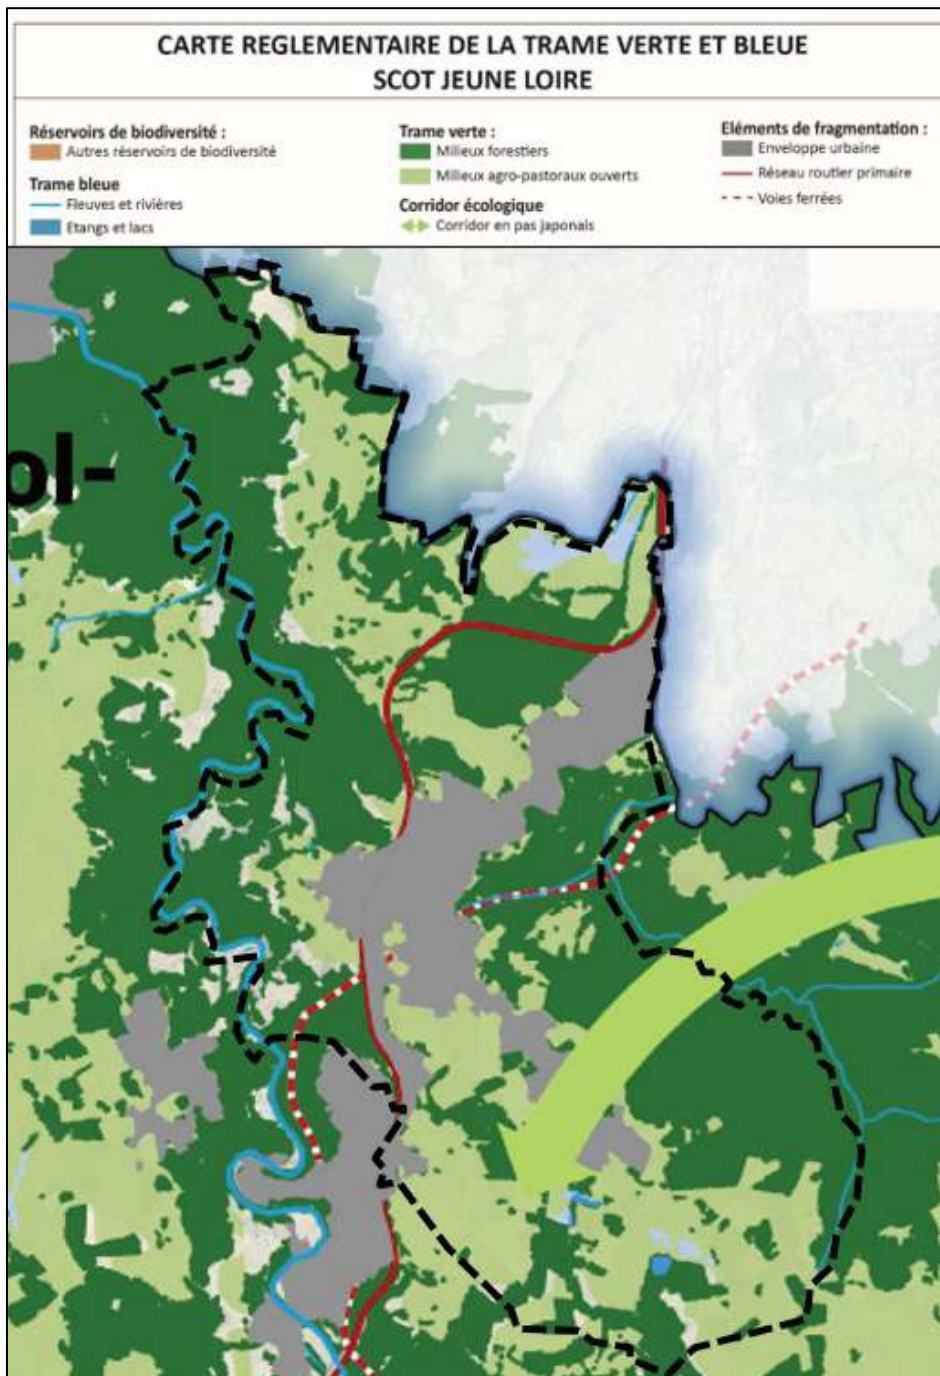 CARTE REGLEMENTAIRE DE LA TRAME VERTE ET BLEUE
SCOT JEUNE LOIRE
Réservoirs de biodiversité :
Autres réservoirs de biodiversité
Trame bleue
Fleuves et rivières
Etangs et lacs
Trame verte :
Milieux forestiers
Milieux agro-pastoraux ouverts
Corridor écologique
Corridor en pas japonais
Eléments de fragmentation :
Enveloppe urbaine
Réseau routier primaire
Voies ferrées
ol-